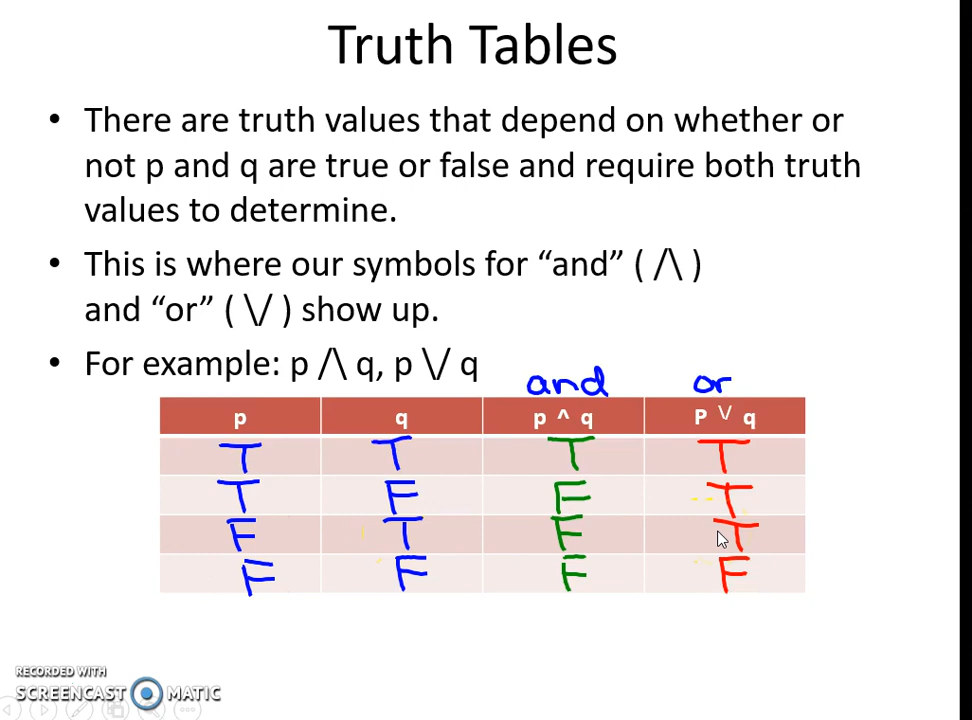 Truth Tables
• There are truth values that depend on whether or
not p and q are true or false and require both truth
values to determine.
• This is where our symbols for “and” ( /\ )
and “or” ( \/ ) show up.
• For example: p /\ q, p \/ q
and or
p q p ^ q P \/ q
T T T T
T F F T
F T F T
F F F F
RECORDED WITH
SCREENCAST MATIC